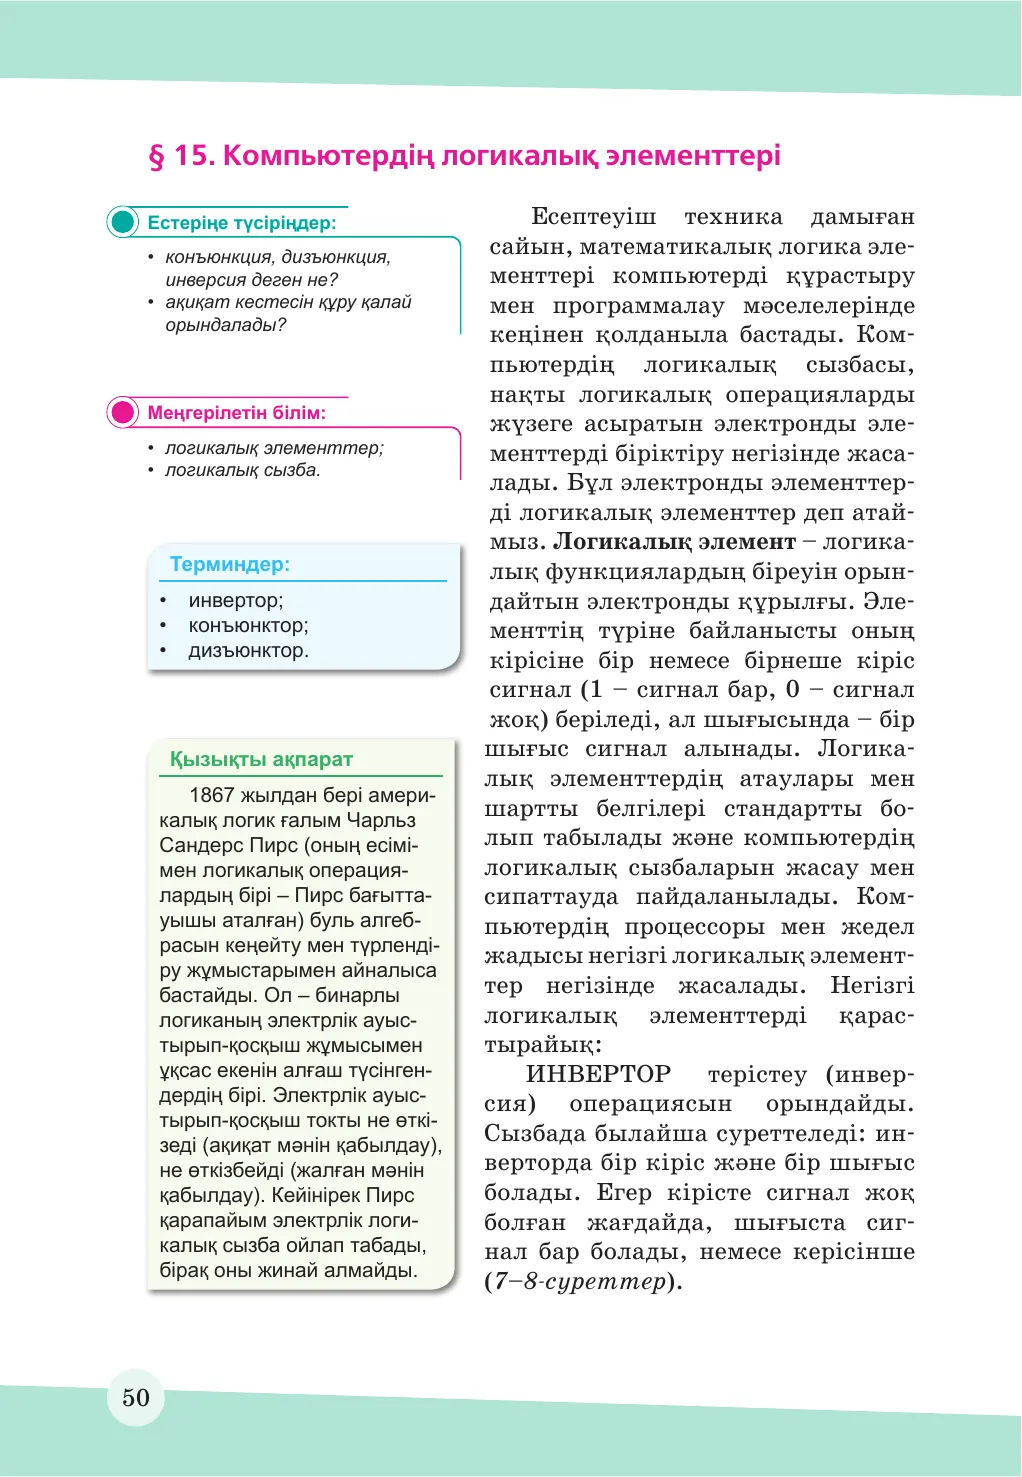 § 15. Компьютердің логикалық элементтері
Естеріңе түсіріңдер:
• конъюнкция, дизъюнкция,
инверсия деген не?
• ақиқат кестесін құру қалай
орындалады?
Меңгерілетін білім:
• логикалық элементтер;
• логикалық сызба.
Терминдер:
• инвертор;
• конъюнктор;
• дизъюнктор.
Қызықты ақпарат
1867 жылдан бері амери-
калық логик ғалым Чарльз
Сандерс Пирс (оның есімі-
мен логикалық операция-
лардың бірі – Пирс бағытта-
уышы аталған) буль алгеб-
расын кеңейту мен түрленді-
ру жұмыстарымен айналыса
бастайды. Ол – бинарлы
логиканың электрлік ауыс-
тырып-қосқыш жұмысымен
ұқсас екенін алғаш түсінген-
дердің бірі. Электрлік ауыс-
тырып-қосқыш токты не өткі-
зеді (ақиқат мәнін қабылдау),
не өткізбейді (жалған мәнін
қабылдау). Кейінірек Пирс
қарапайым электрлік логи-
калық сызба ойлап табады,
бірақ оны жинай алмайды.
Есептеуіш техника дамыған
сайын, математикалық логика эле-
менттері компьютерді құрастыру
мен программалау мәселелерінде
кеңінен қолданыла бастады. Ком-
пьютердің логикалық сызбасы,
нақты логикалық операцияларды
жүзеге асыратын электронды эле-
менттерді біріктіру негізінде жаса-
лады. Бұл электронды элементтер-
ді логикалық элементтер деп атай-
мыз. Логикалық элемент – логика-
лық функциялардың біреуін орын-
дайтын электронды құрылғы. Эле-
менттің түріне байланысты оның
кірісіне бір немесе бірнеше кіріс
сигнал (1 – сигнал бар, 0 – сигнал
жоқ) беріледі, ал шығысында – бір
шығыс сигнал алынады. Логика-
лық элементтердің атаулары мен
шартты белгілері стандартты бо-
лып табылады және компьютердің
логикалық сызбаларын жасау мен
сипаттауда пайдаланылады. Ком-
пьютердің процессоры мен жедел
жадысы негізгі логикалық элемент-
тер негізінде жасалады. Негізгі
логикалық элементтерді қарас-
тырайық:
ИНВЕРТОР терістеу (инвер-
сия) операциясын орындайды.
Сызбада былайша суреттеледі: ин-
верторда бір кіріс және бір шығыс
болады. Егер кірісте сигнал жоқ
болған жағдайда, шығыста сиг-
нал бар болады, немесе керісінше
(7–8-суреттер).
50